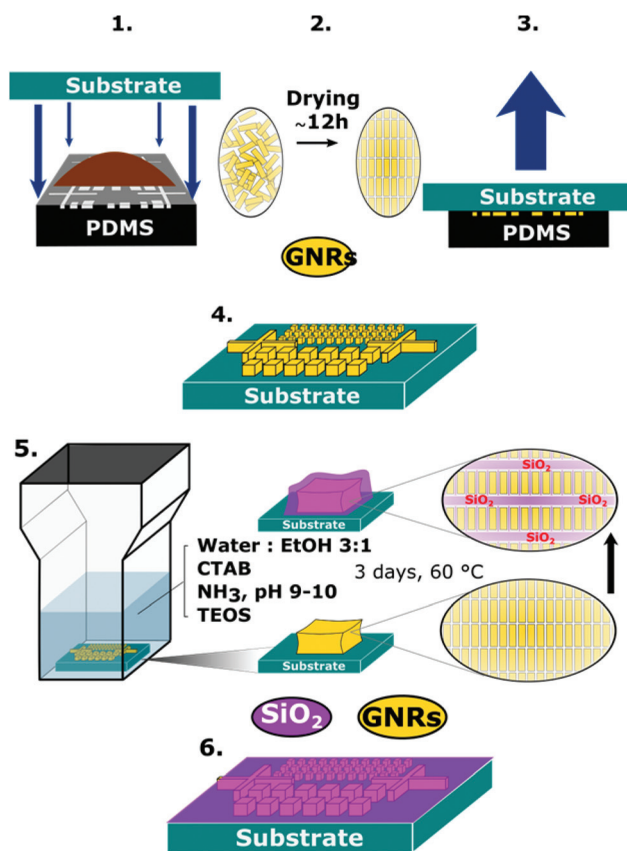 1.
2.
3.
Substrate
Drying
~12h
PDMS
Substrate
PDMS
GNRs
4.
Substrate
5.
SiO₂
SiO₂
SiO₂
SiO₂
Substrate
Water : EtOH 3:1
CTAB
NH₃, pH 9-10
TEOS
3 days, 60 °C
Substrate
SiO₂
GNRs
6.
Substrate